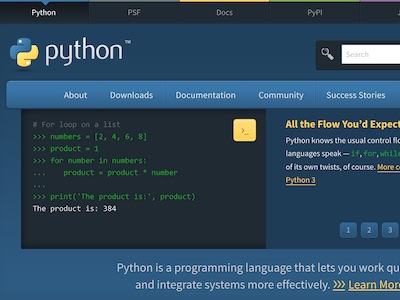 Python
PSF
Docs
PyPI
python™
Search
About
Downloads
Documentation
Community
Success Stories
# For loop on a list
>>> numbers = [2, 4, 6, 8]
>>> product = 1
>>> for number in numbers:
...    product = product * number
...
>>> print('The product is:', product)
The product is: 384
>_
All the Flow You'd Expect
Python knows the usual control flo
languages speak — if, for, while
of its own twists, of course. More co
Python 3
1
2
3
Python is a programming language that lets you work qu
and integrate systems more effectively. >>> Learn More